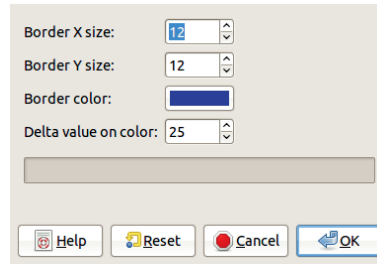 Border X size: 12
Border Y size: 12
Border color:
Delta value on color: 25
Help Reset Cancel OK